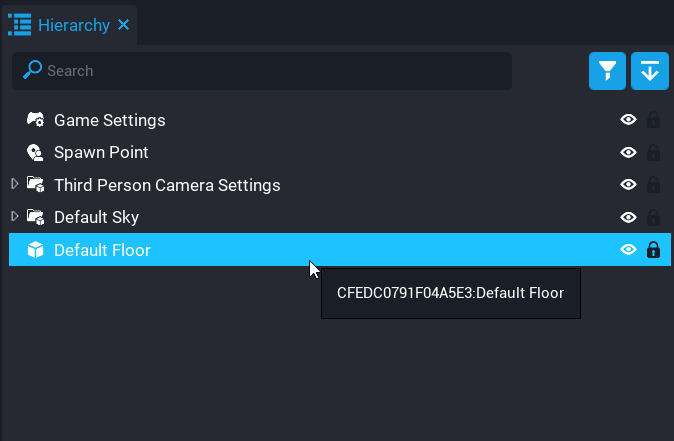 Hierarchy
Search
Game Settings
Spawn Point
Third Person Camera Settings
Default Sky
Default Floor
CFEDC0791F04A5E3:Default Floor